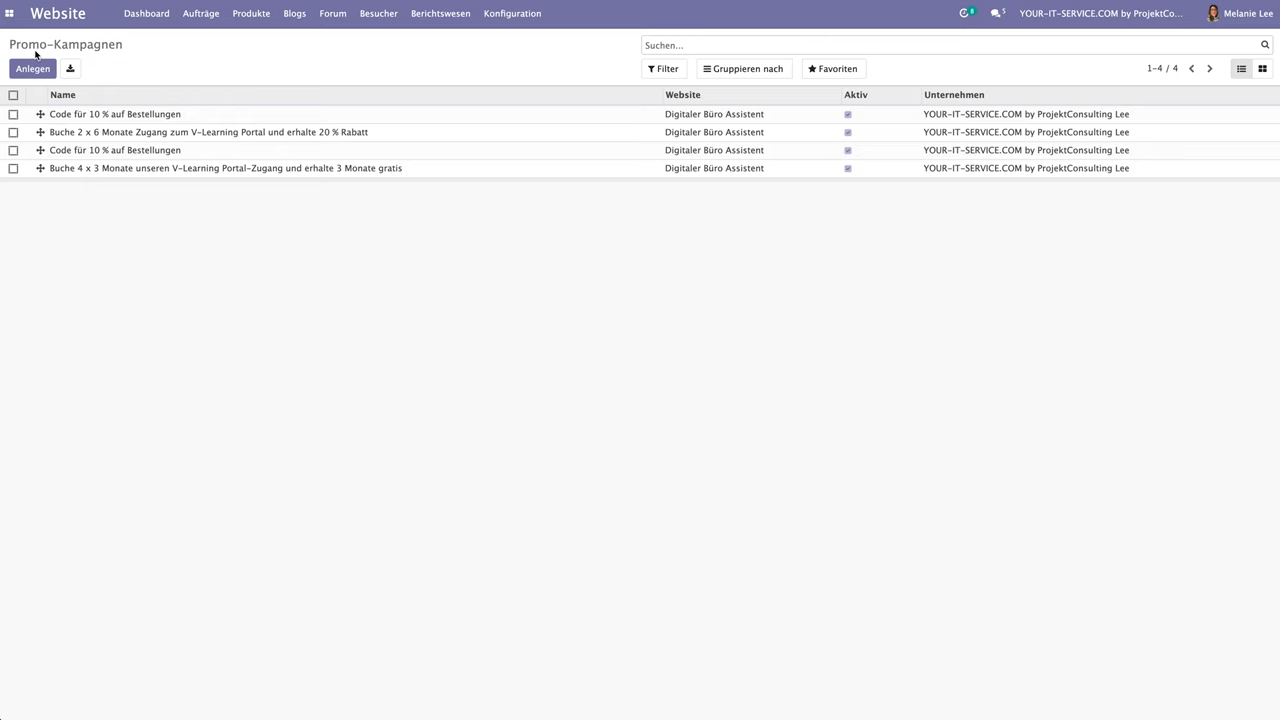 Website Dashboard Aufträge Produkte Blogs Forum Besucher Berichtswesen Konfiguration 8 5 YOUR-IT-SERVICE.COM by ProjektCo... Melanie Lee
Promo-Kampagnen Suchen...
Anlegen Filter Gruppieren nach Favoriten 1-4 / 4
Name Website Aktiv Unternehmen
Code für 10 % auf Bestellungen Digitaler Büro Assistent YOUR-IT-SERVICE.COM by ProjektConsulting Lee
Buche 2 x 6 Monate Zugang zum V-Learning Portal und erhalte 20 % Rabatt Digitaler Büro Assistent YOUR-IT-SERVICE.COM by ProjektConsulting Lee
Code für 10 % auf Bestellungen Digitaler Büro Assistent YOUR-IT-SERVICE.COM by ProjektConsulting Lee
Buche 4 x 3 Monate unseren V-Learning Portal-Zugang und erhalte 3 Monate gratis Digitaler Büro Assistent YOUR-IT-SERVICE.COM by ProjektConsulting Lee